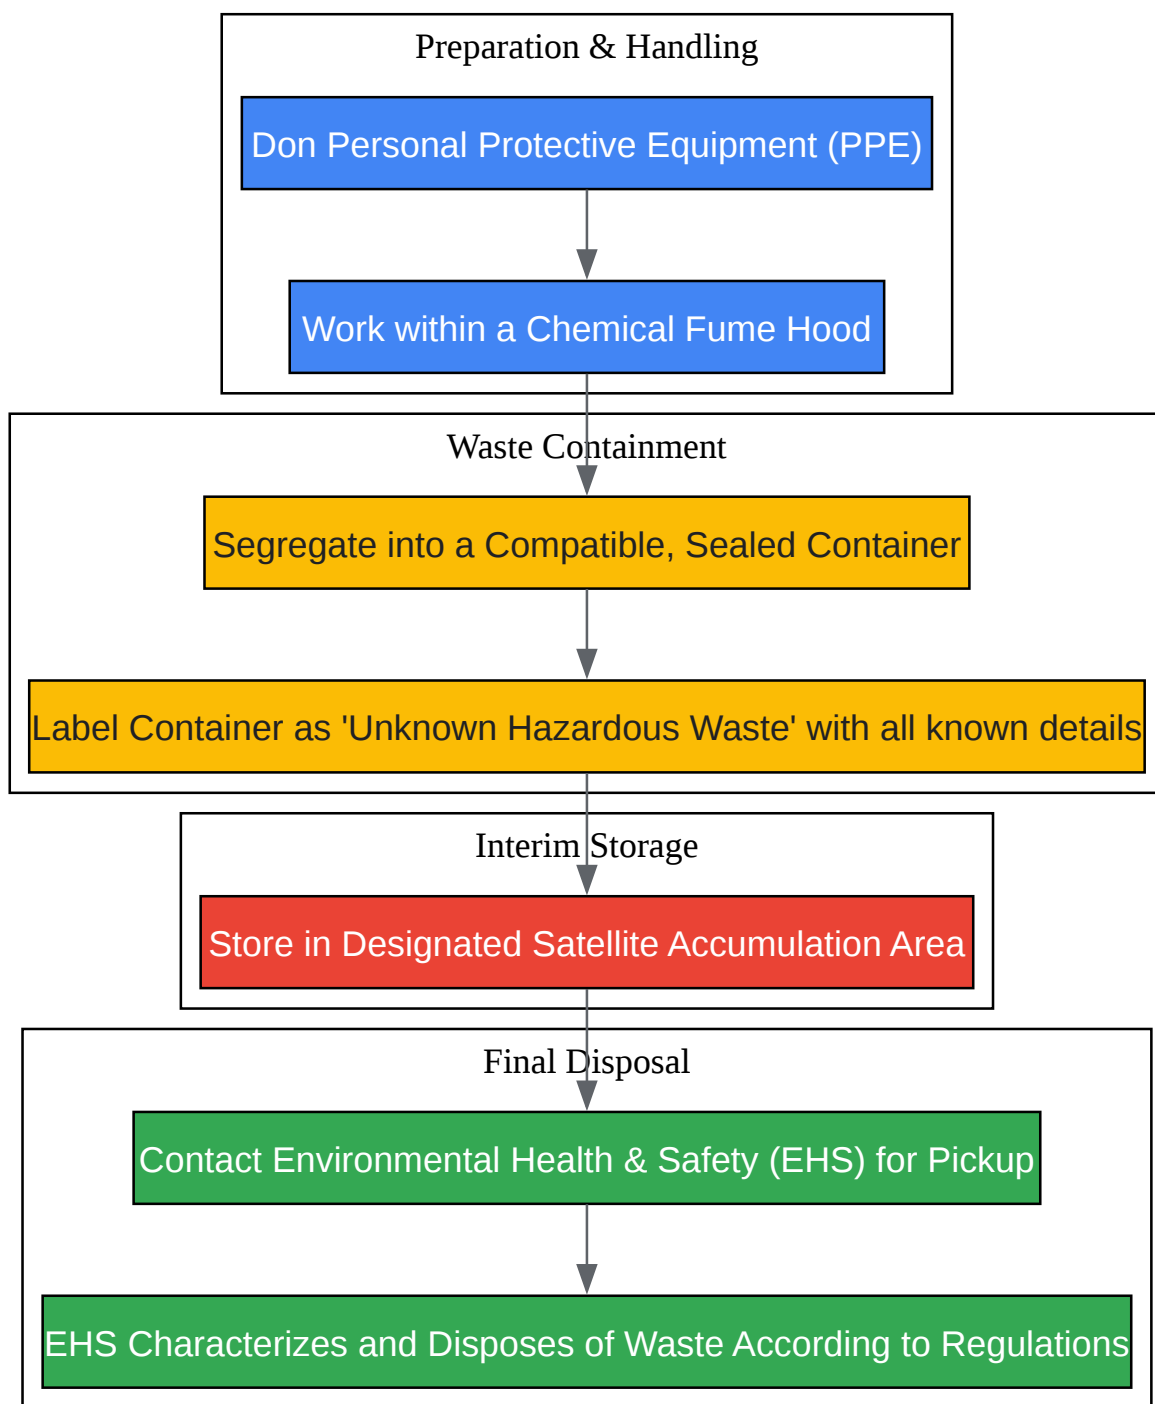 Preparation & Handling
Don Personal Protective Equipment (PPE)
Work within a Chemical Fume Hood
Waste Containment
Segregate into a Compatible, Sealed Container
Label Container as 'Unknown Hazardous Waste' with all known details
Interim Storage
Store in Designated Satellite Accumulation Area
Final Disposal
Contact Environmental Health & Safety (EHS) for Pickup
EHS Characterizes and Disposes of Waste According to Regulations